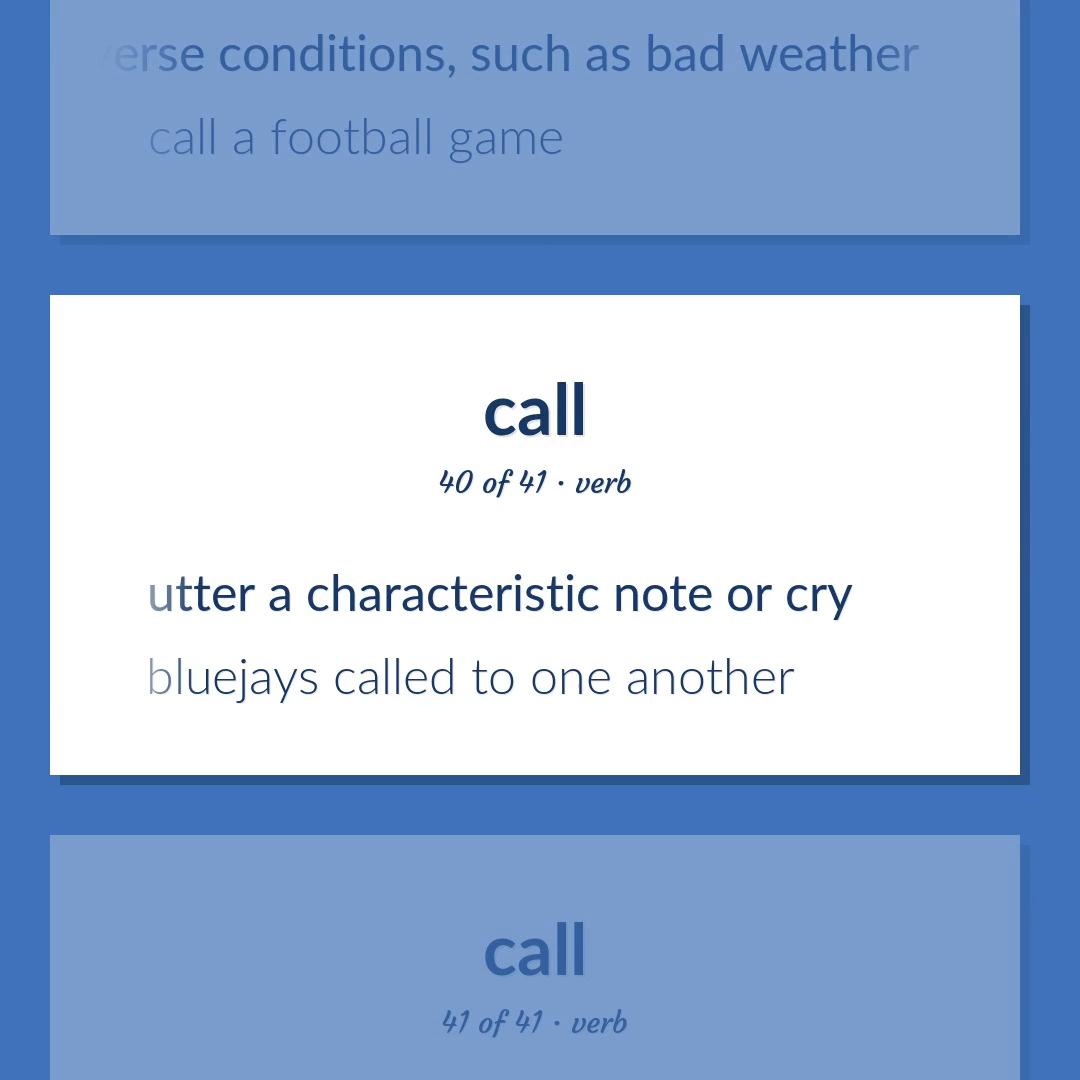 verse conditions, such as bad weather
call a football game
call
40 of 41 · verb
utter a characteristic note or cry
bluejays called to one another
call
41 of 41 · verb